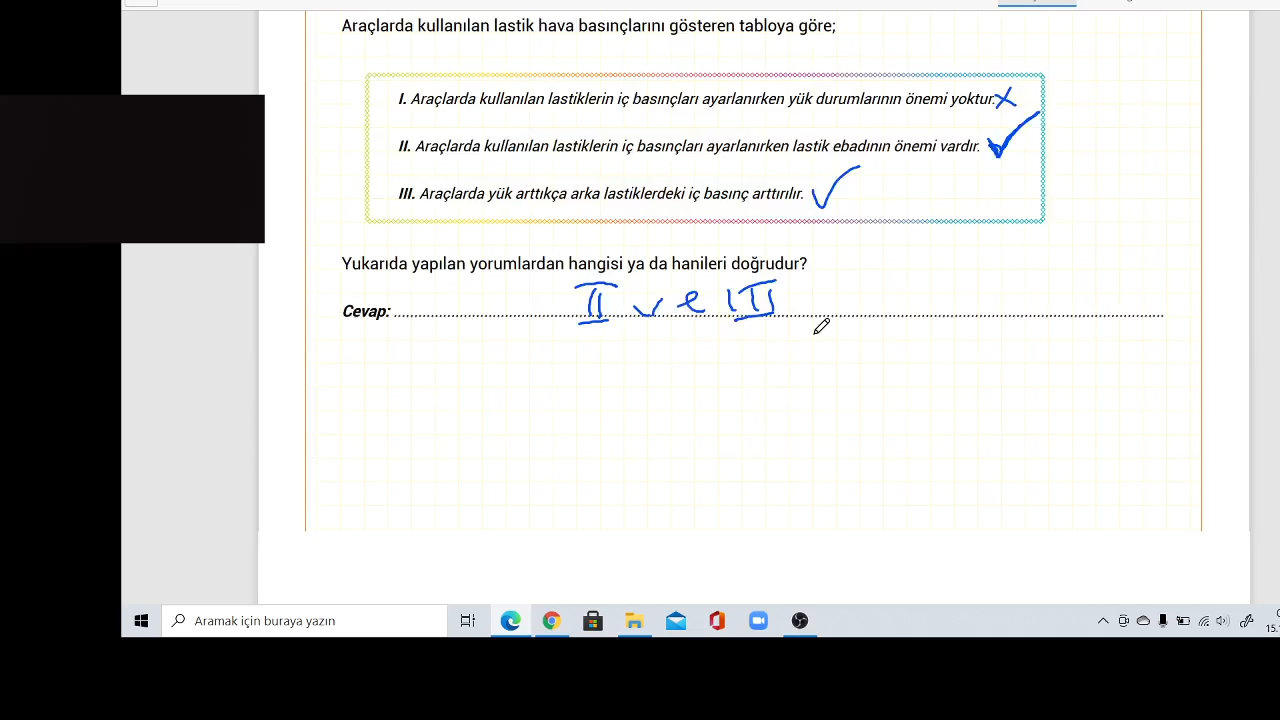 Araçlarda kullanılan lastik hava basınçlarını gösteren tabloya göre;
I. Araçlarda kullanılan lastiklerin iç basınçları ayarlanırken yük durumlarının önemi yoktur.
II. Araçlarda kullanılan lastiklerin iç basınçları ayarlanırken lastik ebadının önemi vardır.
III. Araçlarda yük arttıkça arka lastiklerdeki iç basınç arttırılır.
Yukarıda yapılan yorumlardan hangisi ya da hanileri doğrudur?
Cevap: II ve III
Aramak için buraya yazın
15.